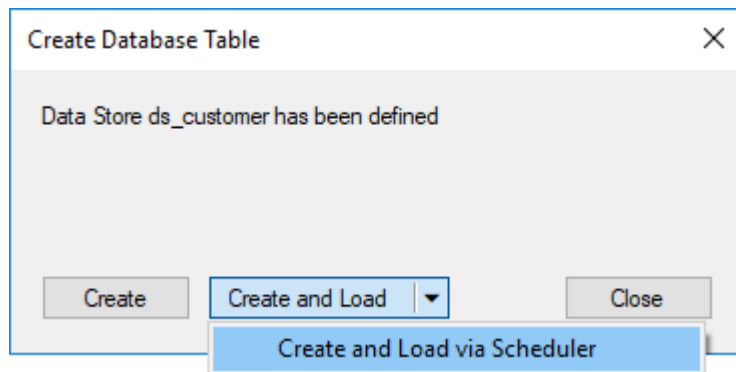 Create Database Table
Data Store ds_customer has been defined
Create Create and Load Close
Create and Load via Scheduler